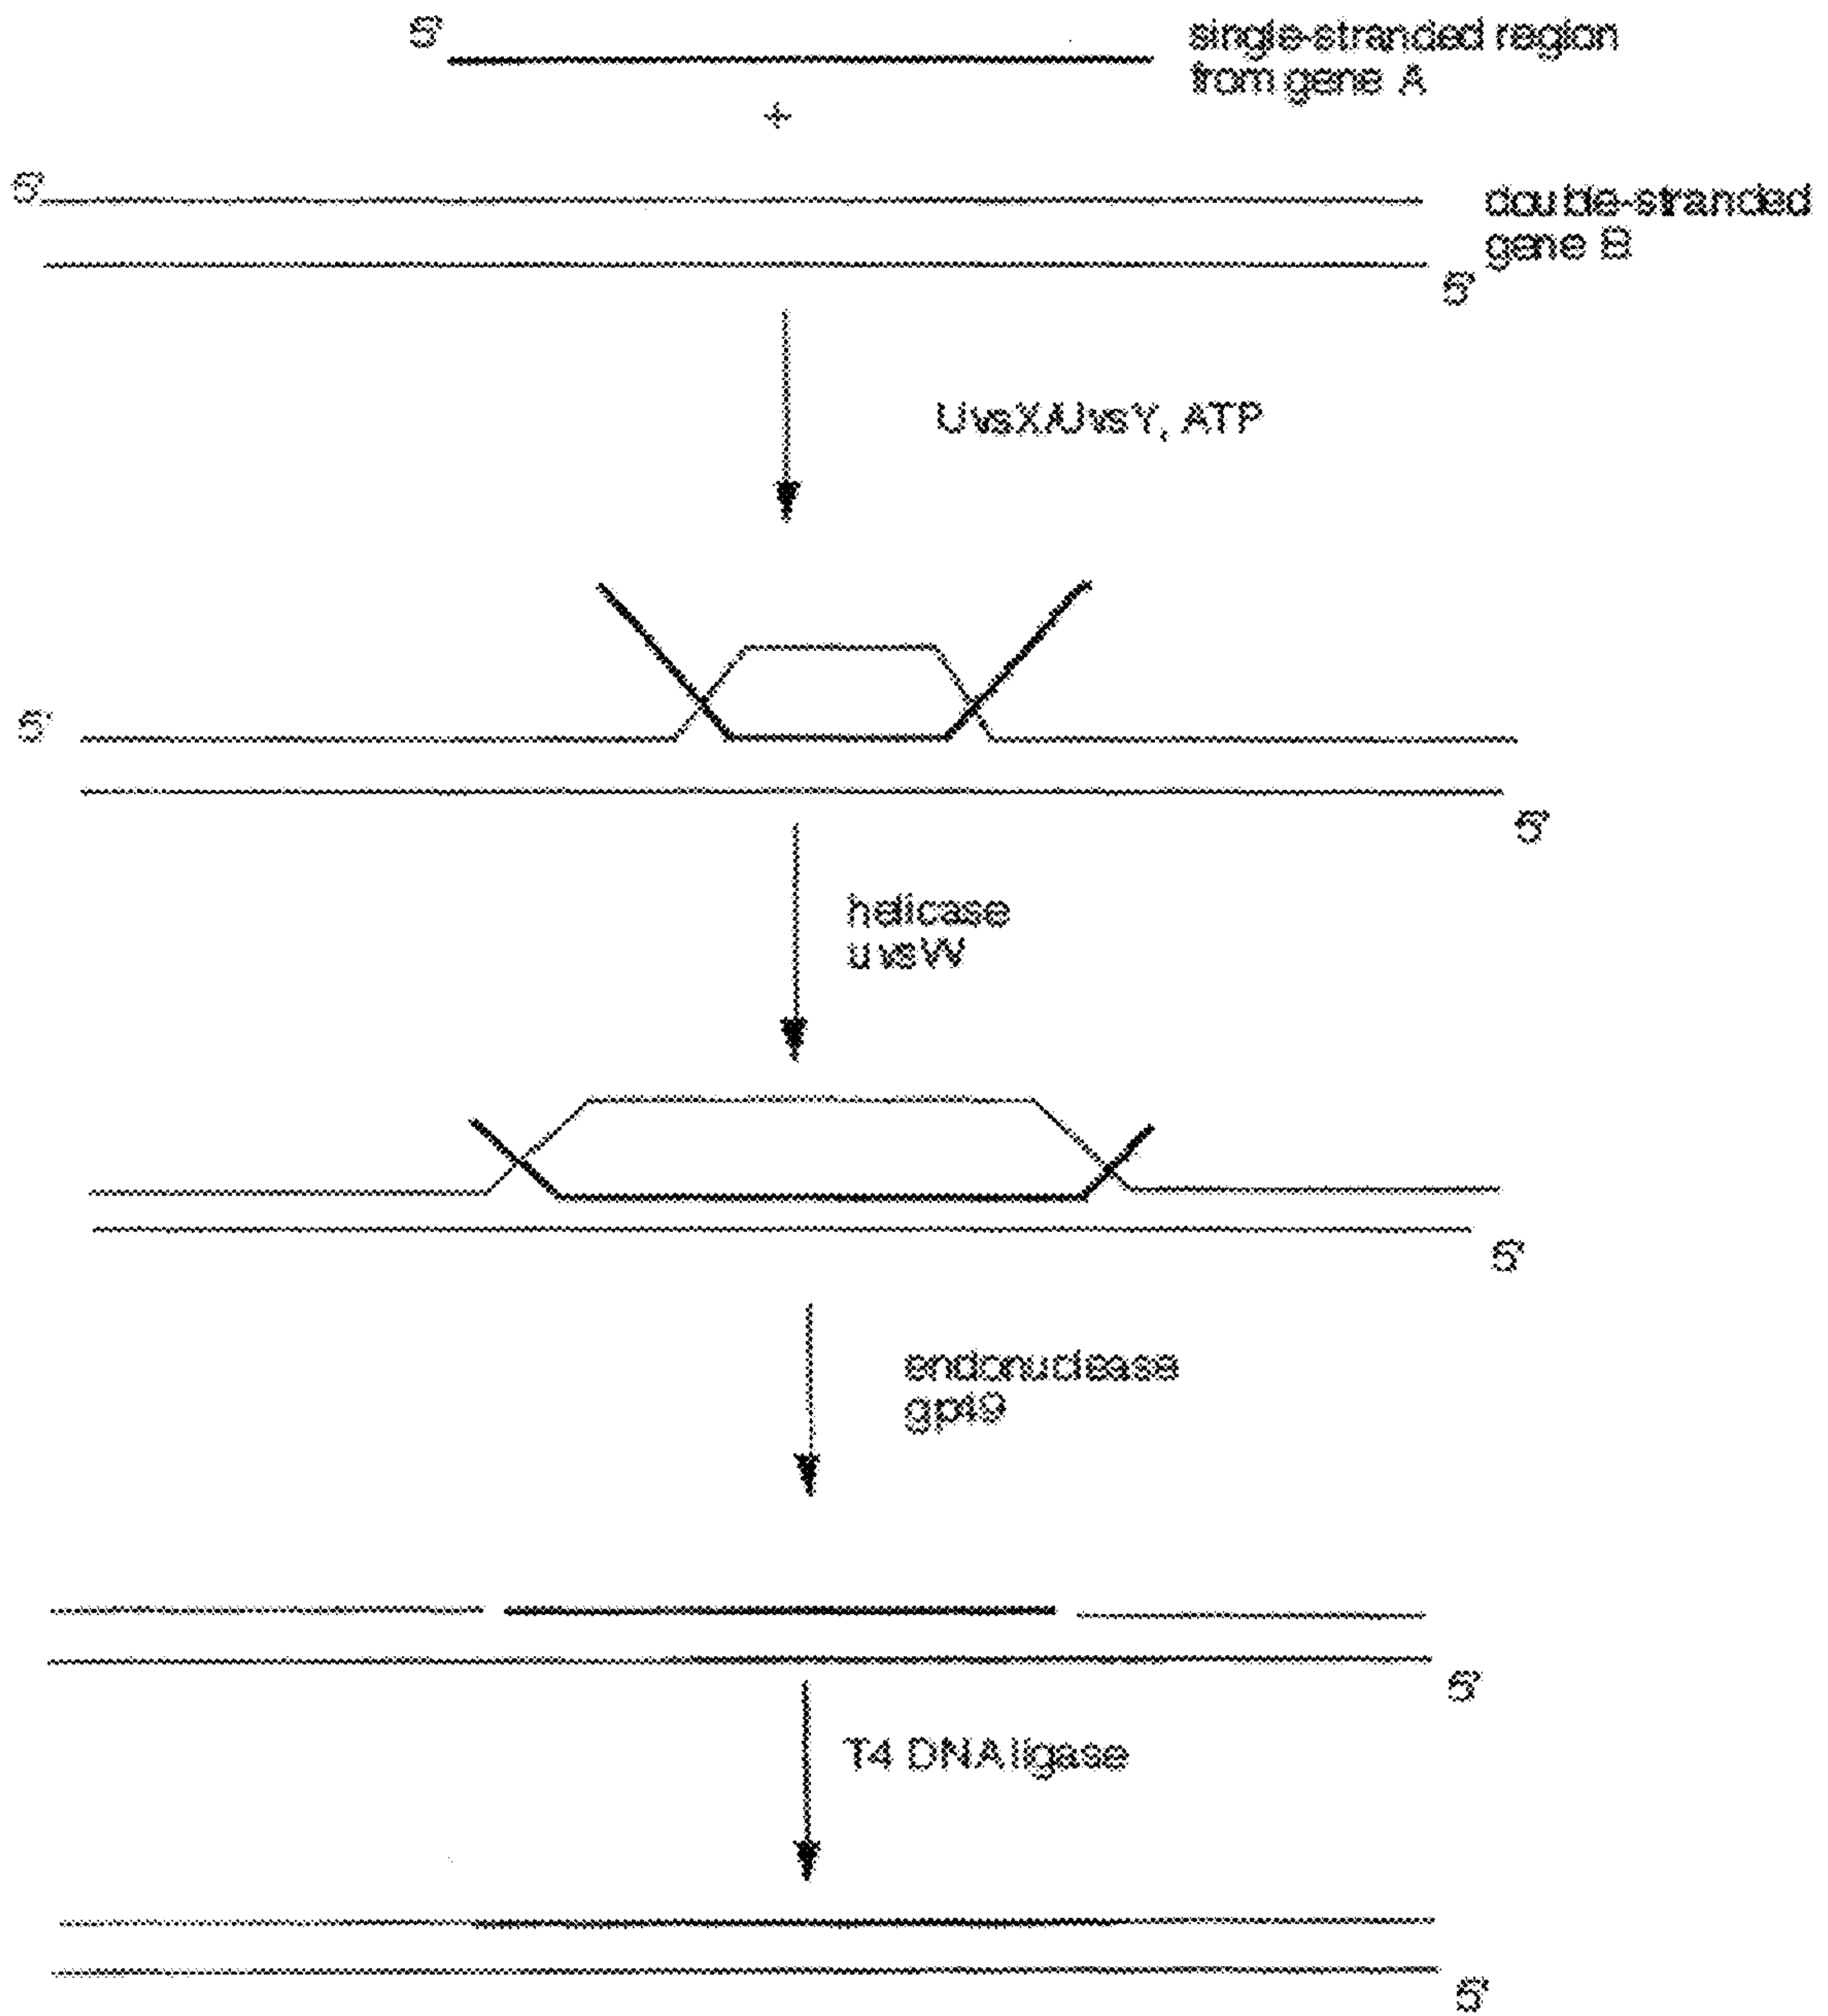 5'
single-stranded region
from gene A
+
5'
double-stranded
gene B
5'
UvsX/UvsY, ATP
5'
5'
helicase
uvsW
5'
endonuclease
gp49
5'
T4 DNA ligase
5'